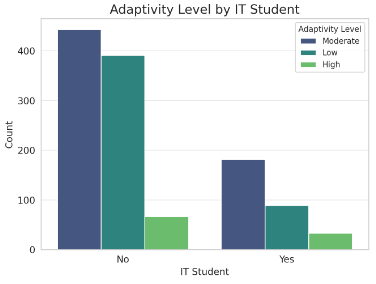 Adaptivity Level by IT Student
Adaptivity Level
Moderate
Low
High
400
300
200
100
0
Count
No
Yes
IT Student